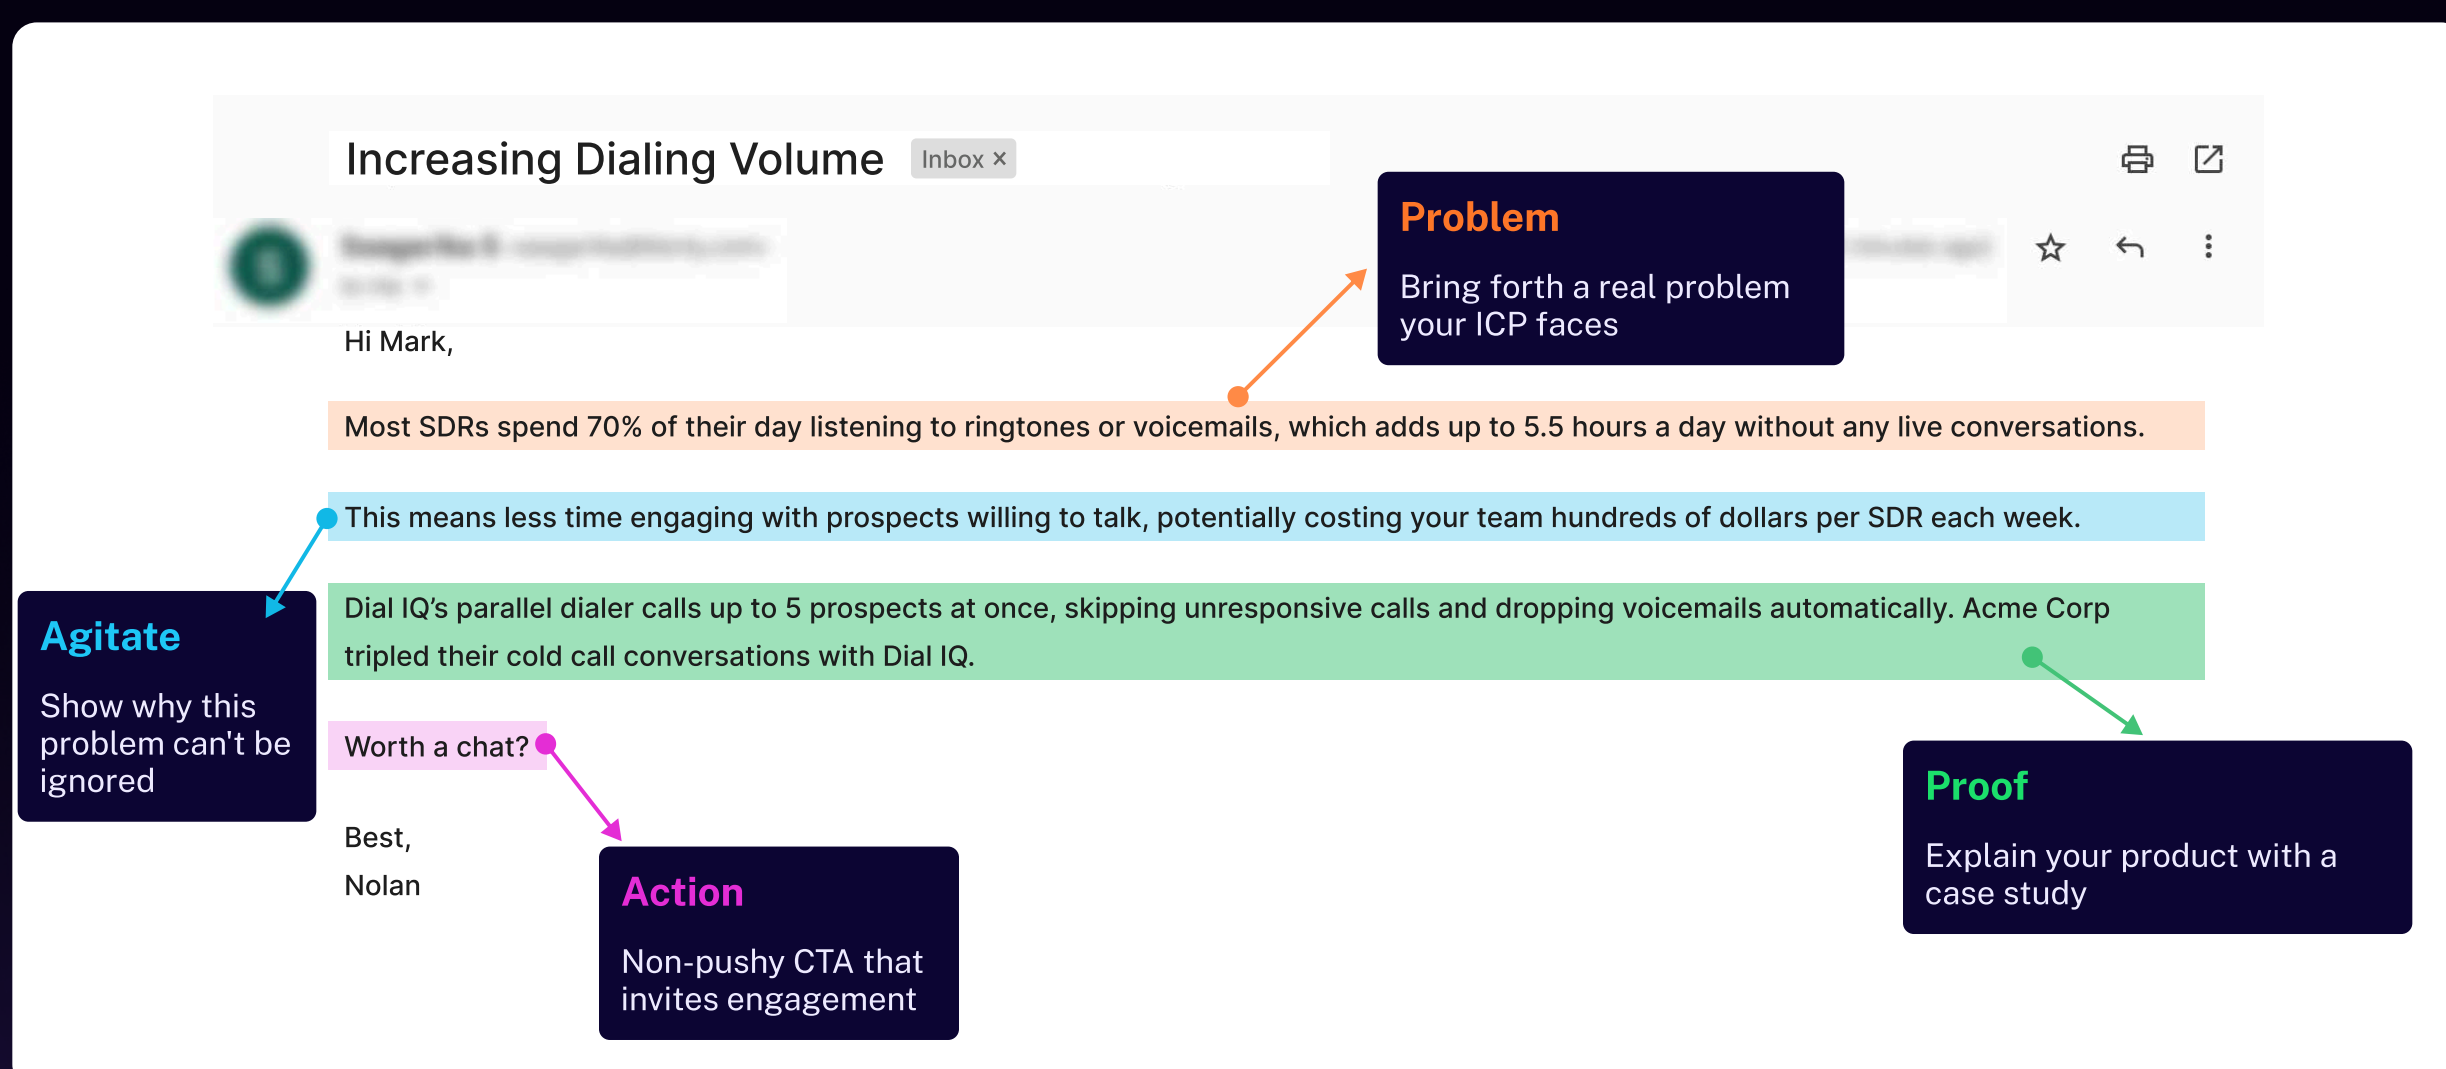 Increasing Dialing Volume
Inbox ×
Problem
Bring forth a real problem
your ICP faces
Hi Mark,
Most SDRs spend 70% of their day listening to ringtones or voicemails, which adds up to 5.5 hours a day without any live conversations.
This means less time engaging with prospects willing to talk, potentially costing your team hundreds of dollars per SDR each week.
Agitate
Show why this
problem can't be
ignored
Dial IQ’s parallel dialer calls up to 5 prospects at once, skipping unresponsive calls and dropping voicemails automatically. Acme Corp
tripled their cold call conversations with Dial IQ.
Proof
Explain your product with a
case study
Worth a chat?
Action
Non-pushy CTA that
invites engagement
Best,
Nolan